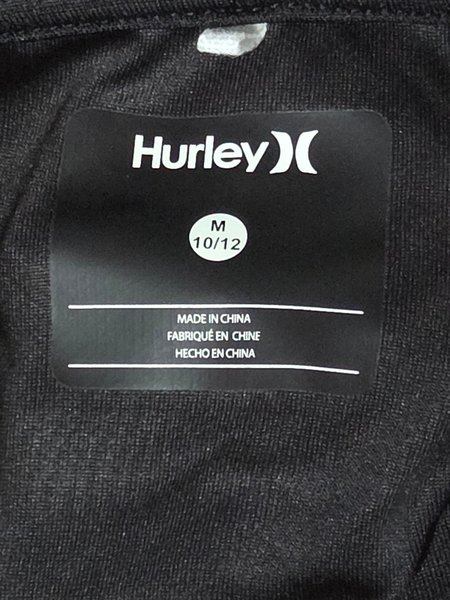 Hurley
M
10/12
MADE IN CHINA
FABRIQUÉ EN CHINE
HECHO EN CHINA